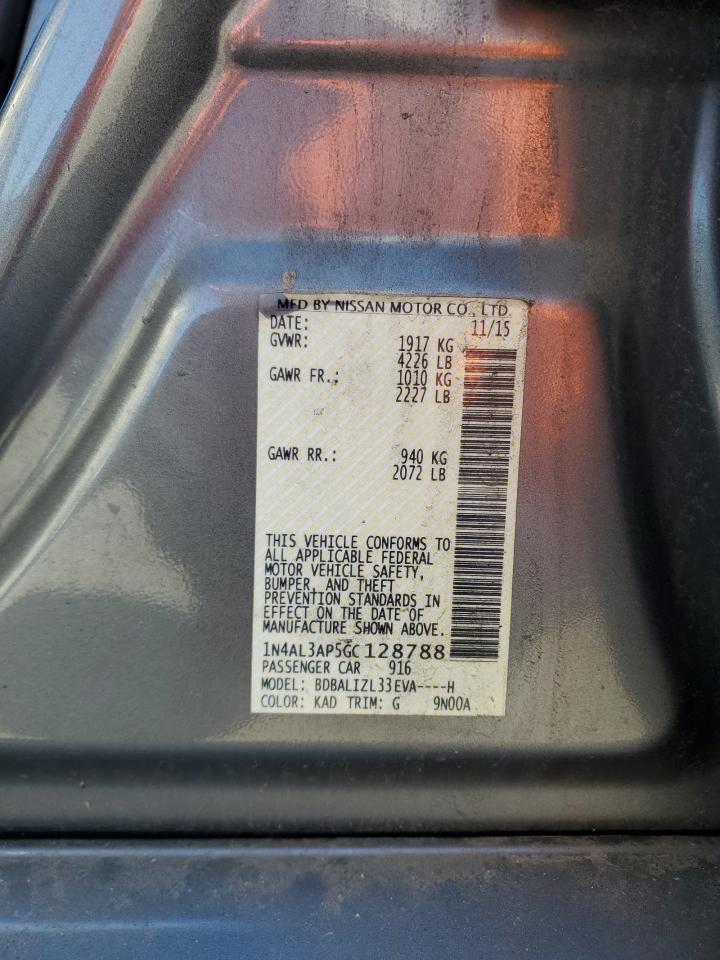 MFD BY NISSAN MOTOR CO., LTD.
DATE: 11/15
GVWR: 1917 KG
4226 LB
GAWR FR.: 1010 KG
2227 LB
GAWR RR.: 940 KG
2072 LB
THIS VEHICLE CONFORMS TO
ALL APPLICABLE FEDERAL
MOTOR VEHICLE SAFETY,
BUMPER, AND THEFT
PREVENTION STANDARDS IN
EFFECT ON THE DATE OF
MANUFACTURE SHOWN ABOVE.
1N4AL3AP5GC128788
PASSENGER CAR 916
MODEL: BDBALIZL33EVA----H
COLOR: KAD TRIM: G 9N00A